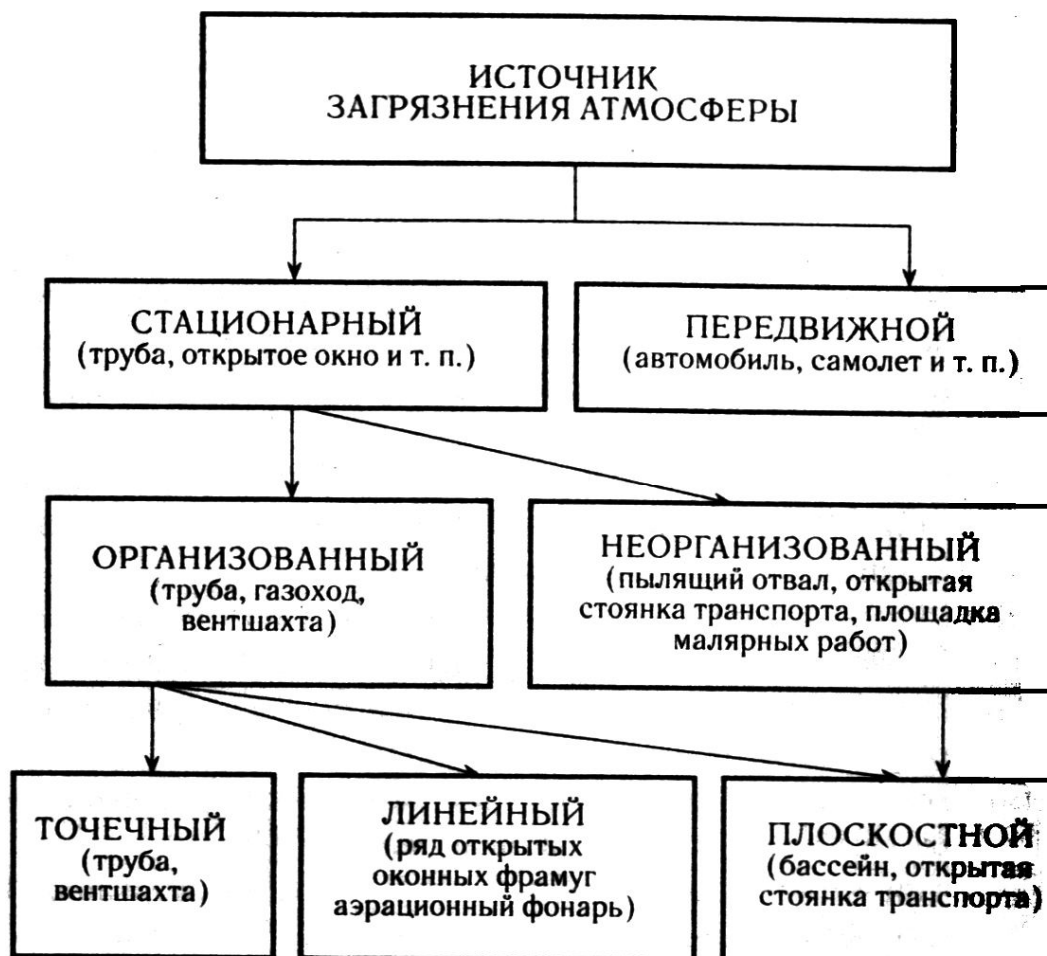 ИСТОЧНИК
ЗАГРЯЗНЕНИЯ АТМОСФЕРЫ
СТАЦИОНАРНЫЙ
(труба, открытое окно и т. п.)
ПЕРЕДВИЖНОЙ
(автомобиль, самолет и т. п.)
ОРГАНИЗОВАННЫЙ
(труба, газоход,
вентшахта)
НЕОРГАНИЗОВАННЫЙ
(пылящий отвал, открытая
стоянка транспорта, площадка
малярных работ)
ТОЧЕЧНЫЙ
(труба,
вентшахта)
ЛИНЕЙНЫЙ
(ряд открытых
оконных фрамуг
аэрационный фонарь)
ПЛОСКОСТНОЙ
(бассейн, открытая
стоянка транспорта)